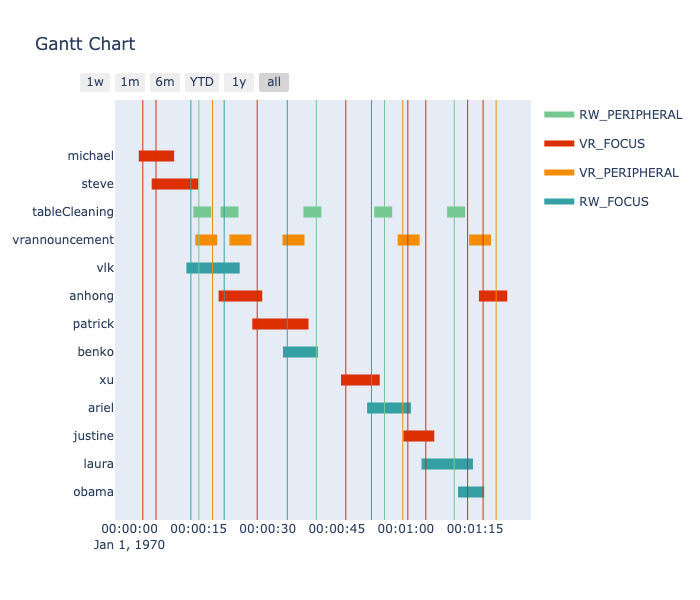 Gantt Chart
1w 1m 6m YTD 1y all
RW_PERIPHERAL
VR_FOCUS
VR_PERIPHERAL
RW_FOCUS
michael
steve
tableCleaning
vrannouncement
vlk
anhong
patrick
benko
xu
ariel
justine
laura
obama
00:00:00 00:00:15 00:00:30 00:00:45 00:01:00 00:01:15
Jan 1, 1970